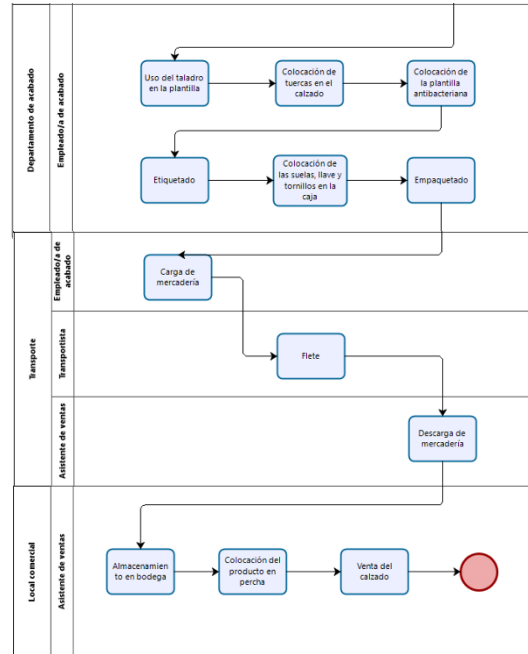 Departamento de acabado
Empleado/a de acabado
Uso del taladro
en la plantilla
Colocación de
tuercas en el
calzado
Colocación de
la plantilla
antibacteriana
Etiquetado
Colocación de
las suelas, llave y
tornillos en la
caja
Empaquetado
Transporte
Empleado/a de
acabado
Carga de
mercadería
Transportista
Flete
Asistente de ventas
Descarga de
mercadería
Local comercial
Asistente de ventas
Almacenamien
to en bodega
Colocación del
producto en
percha
Venta del
calzado